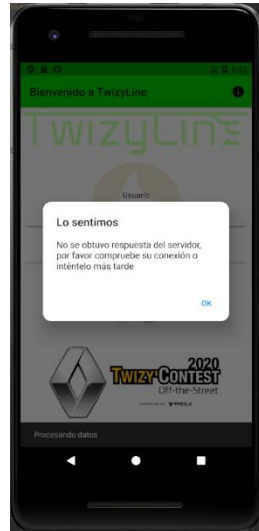 Bienvenido a TwizyLine
TWIZYLINE
Usuario
Lo sentimos
No se obtuvo respuesta del servidor,
por favor compruebe su conexión o
inténtelo más tarde
OK
2020
TWIZY CONTEST
Off-the-Street
Procesando datos